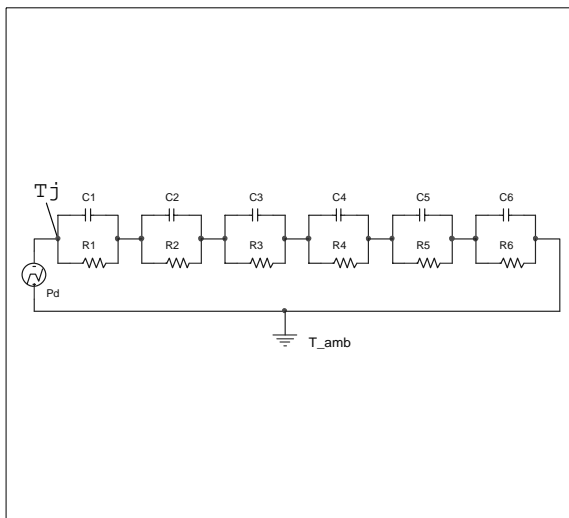 Tj
C1 C2 C3 C4 C5 C6
R1 R2 R3 R4 R5 R6
Pd
T_amb